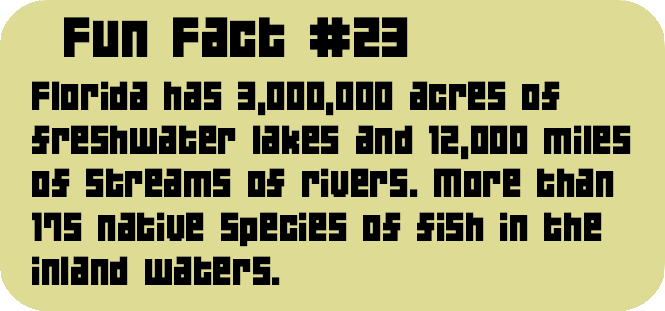 Fun Fact #23
Florida has 3,000,000 acres of
freshwater lakes and 12,000 miles
of streams of rivers. More than
175 native species of fish in the
inland waters.